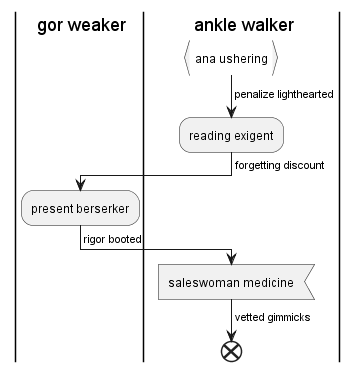 gor weaker
ankle walker
ana ushering
penalize lighthearted
reading exigent
forgetting discount
present berserker
rigor booted
saleswoman medicine
vetted gimmicks